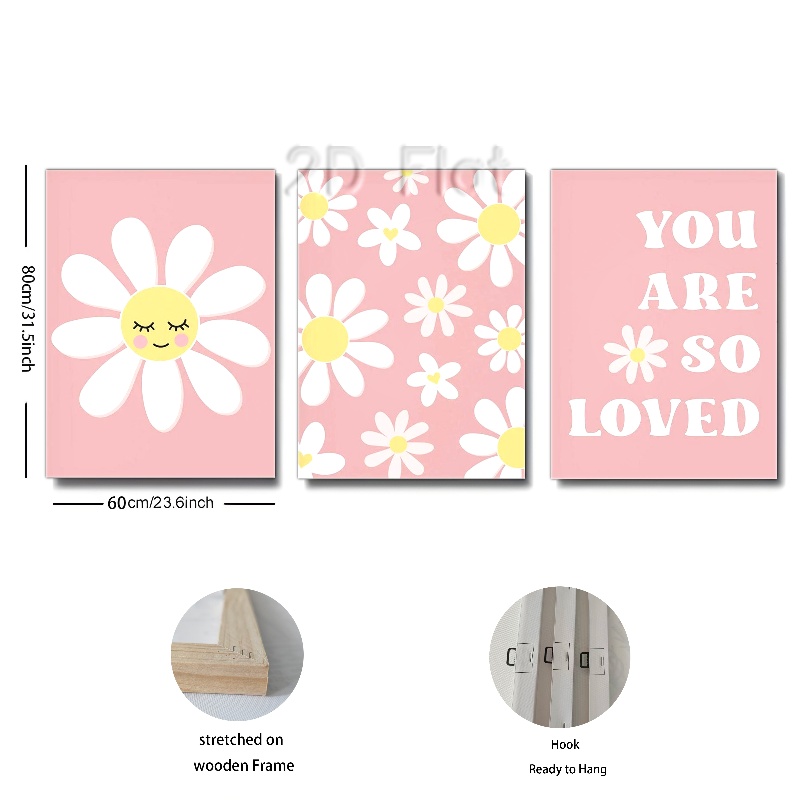 2D Flat
YOU
ARE
SO
LOVED
80cm/31.5inch
60cm/23.6inch
stretched on
wooden Frame
Hook
Ready to Hang